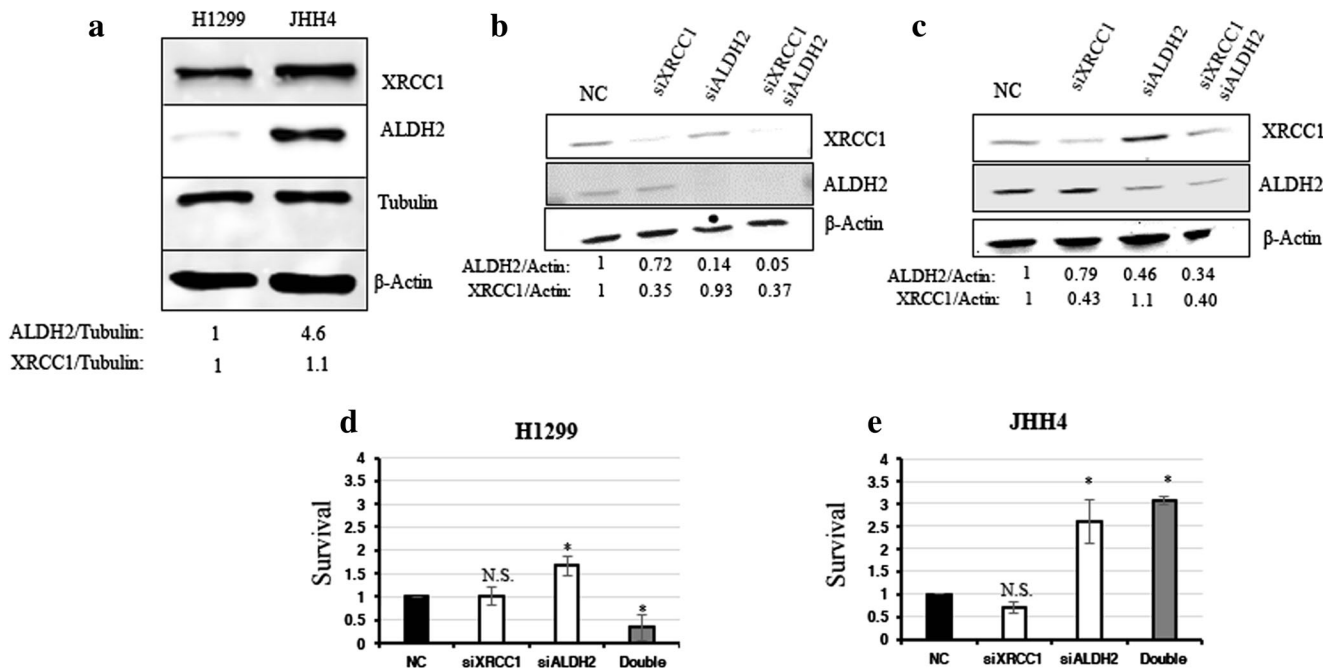 a
H1299 JHH4
XRCC1
ALDH2
Tubulin
β-Actin
ALDH2/Tubulin: 1 4.6
XRCC1/Tubulin: 1 1.1
b
NC siXRCC1 siALDH2 siXRCC1 siALDH2
XRCC1
ALDH2
β-Actin
ALDH2/Actin: 1 0.72 0.14 0.05
XRCC1/Actin: 1 0.35 0.93 0.37
c
NC siXRCC1 siALDH2 siXRCC1 siALDH2
XRCC1
ALDH2
β-Actin
ALDH2/Actin: 1 0.79 0.46 0.34
XRCC1/Actin: 1 0.43 1.1 0.40
d
H1299
Survival
4
3.5
3
2.5
2
1.5
1
0.5
0
N.S.
*
*
NC siXRCC1 siALDH2 Double
e
JHH4
Survival
4
3.5
3
2.5
2
1.5
1
0.5
0
N.S.
*
*
NC siXRCC1 siALDH2 Double